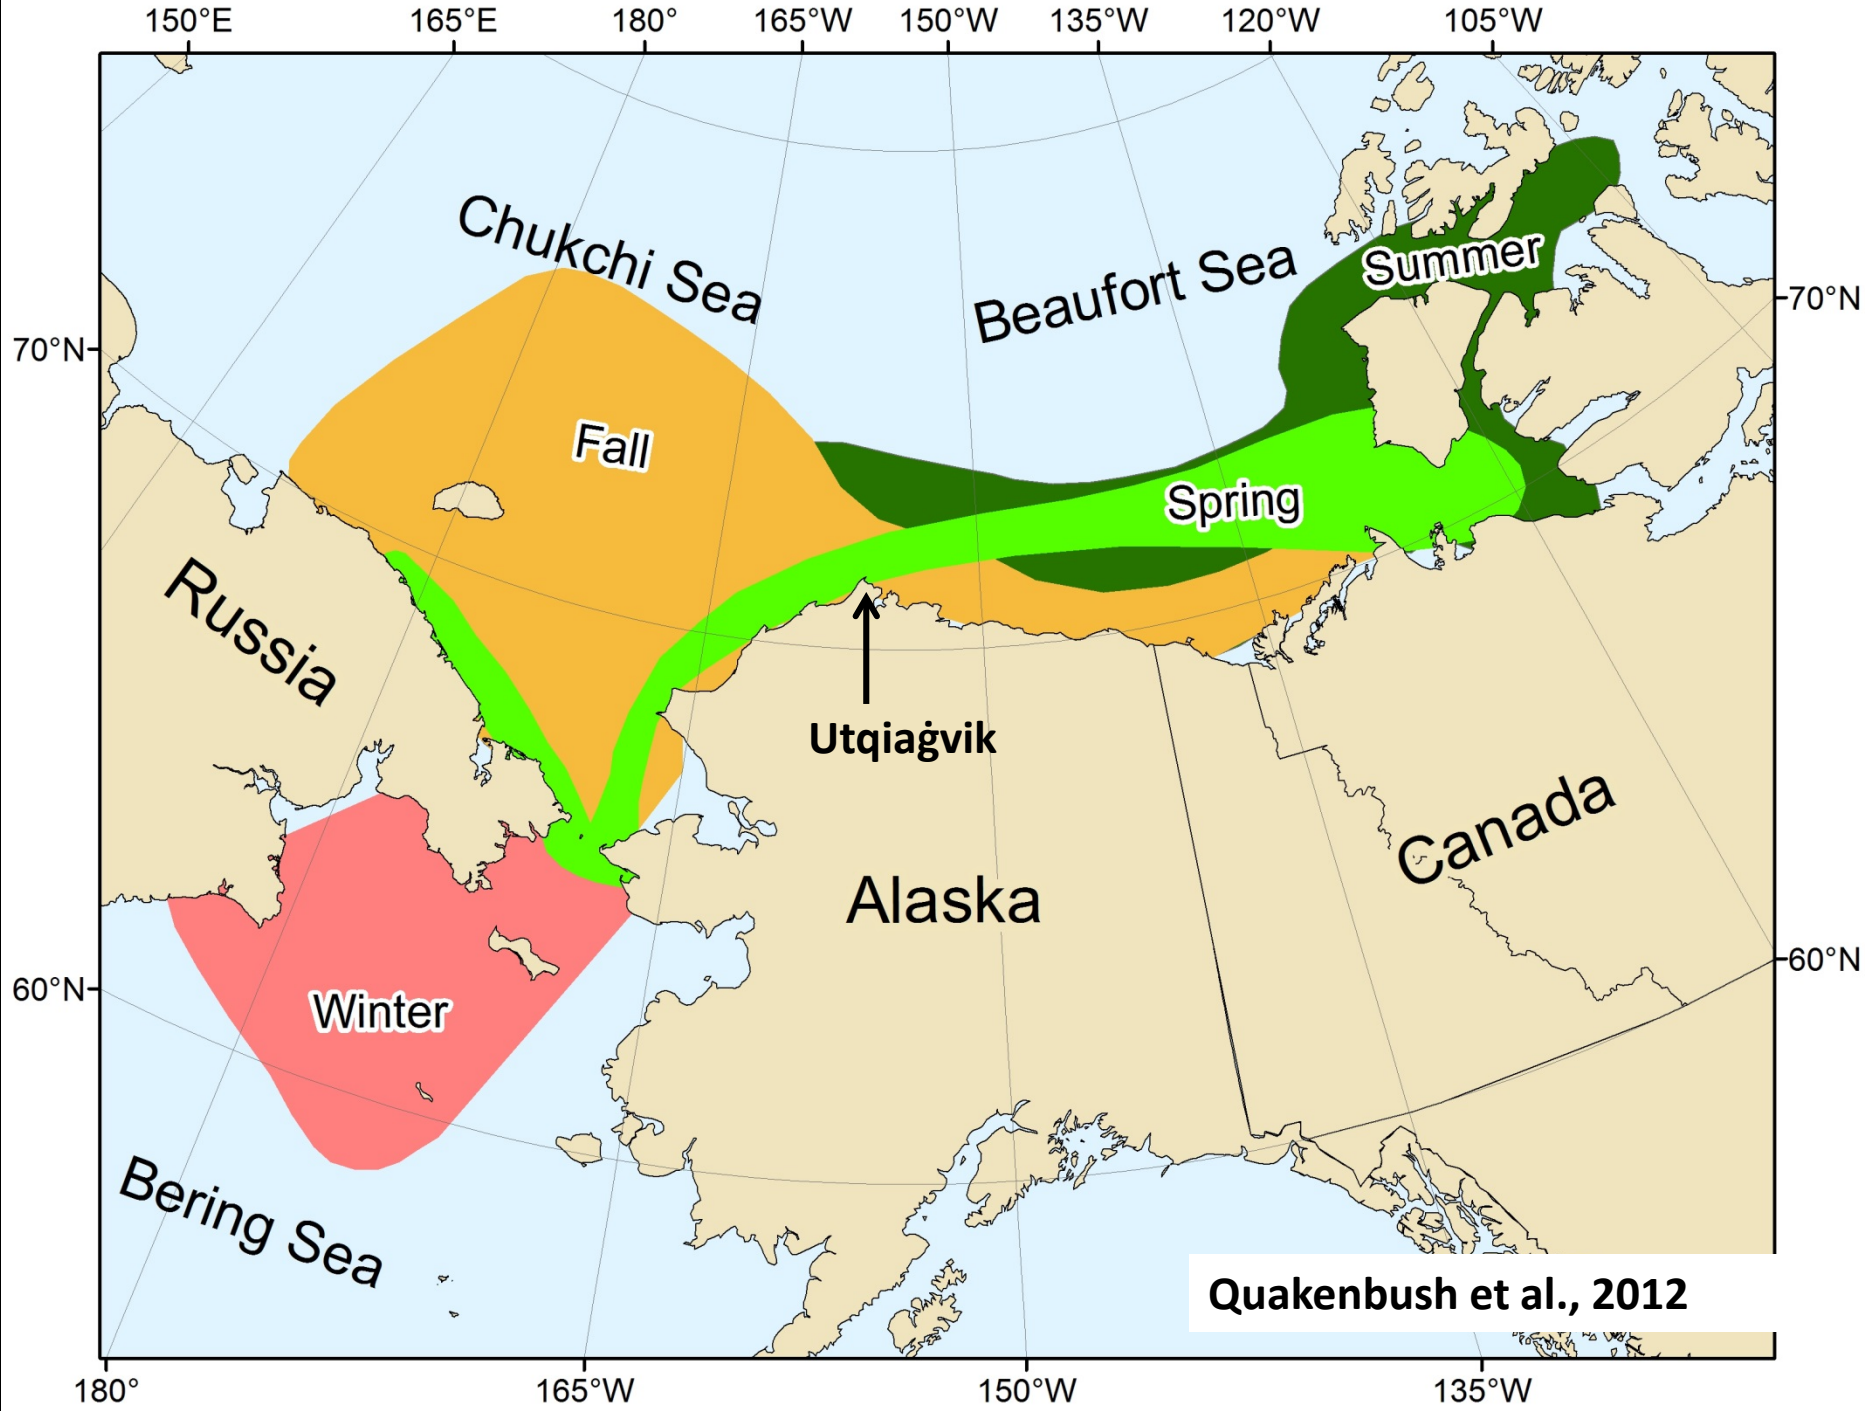 150°E 165°E 180° 165°W 150°W 135°W 120°W 105°W
Chukchi Sea
Beaufort Sea
Summer
70°N
70°N
Fall
Spring
Russia
Utqiaġvik
Canada
Alaska
60°N
60°N
Winter
Bering Sea
Quakenbush et al., 2012
180° 165°W 150°W 135°W